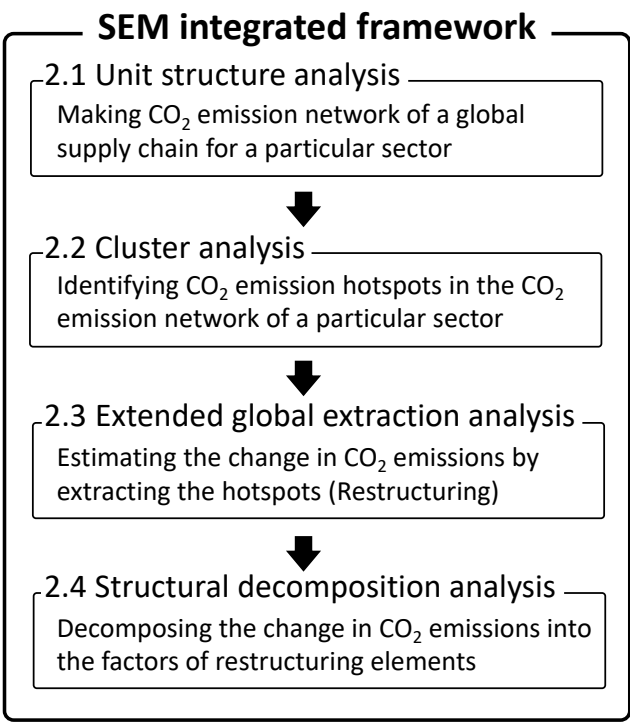 SEM integrated framework
2.1 Unit structure analysis
Making CO₂ emission network of a global
supply chain for a particular sector
2.2 Cluster analysis
Identifying CO₂ emission hotspots in the CO₂
emission network of a particular sector
2.3 Extended global extraction analysis
Estimating the change in CO₂ emissions by
extracting the hotspots (Restructuring)
2.4 Structural decomposition analysis
Decomposing the change in CO₂ emissions into
the factors of restructuring elements